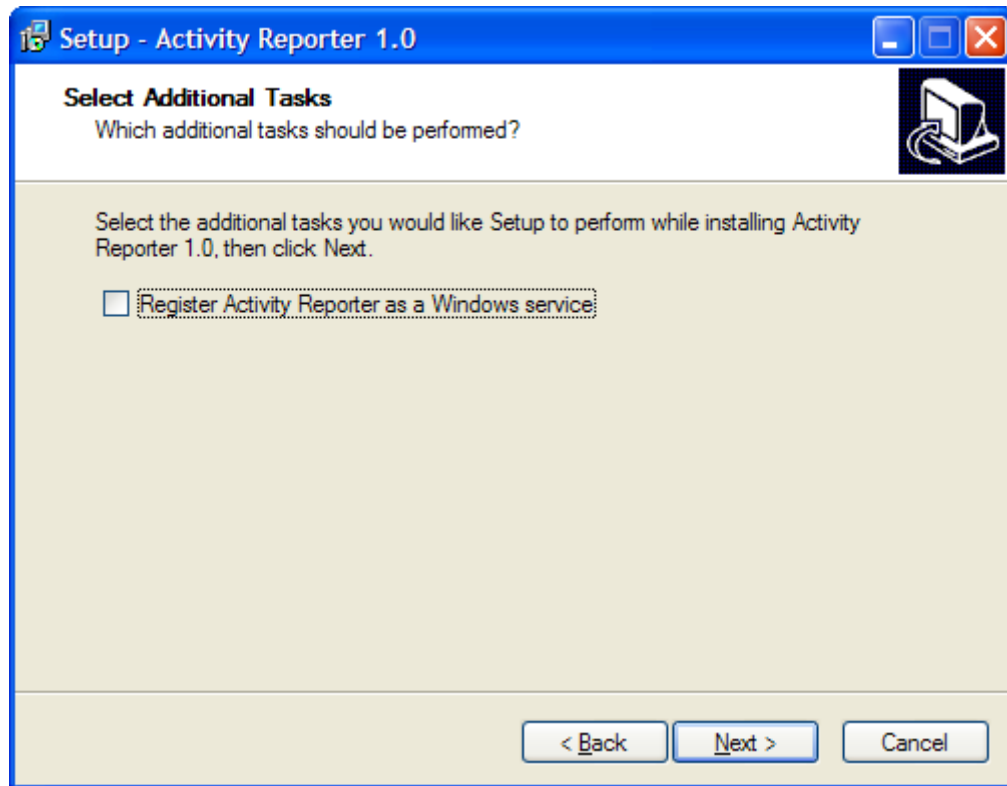 Setup - Activity Reporter 1.0
Select Additional Tasks
Which additional tasks should be performed?
Select the additional tasks you would like Setup to perform while installing Activity
Reporter 1.0, then click Next.
Register Activity Reporter as a Windows service
< Back Next > Cancel